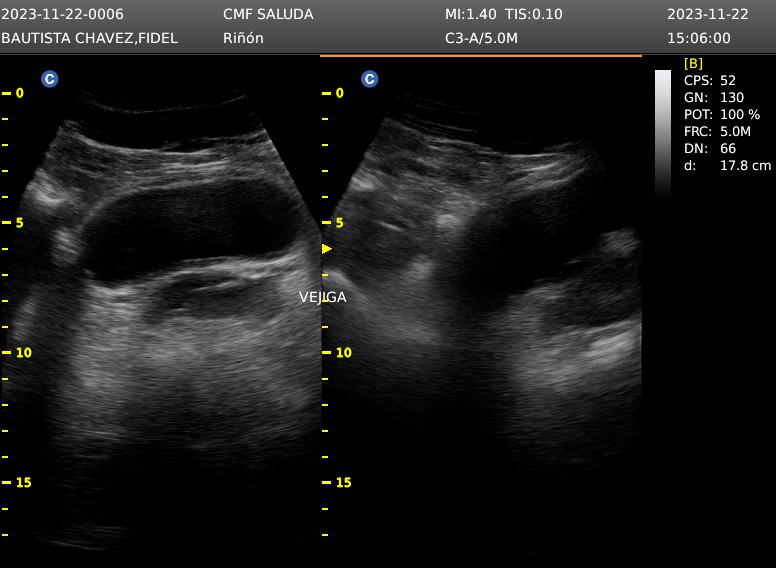 2023-11-22-0006 CMF SALUDA MI:1.40 TIS:0.10 2023-11-22
BAUTISTA CHAVEZ,FIDEL Riñón C3-A/5.0M 15:06:00
C C [B]
0 0 CPS: 52
GN: 130
POT: 100 %
FRC: 5.0M
DN: 66
d: 17.8 cm
5 5
VEJIGA
10 10
15 15